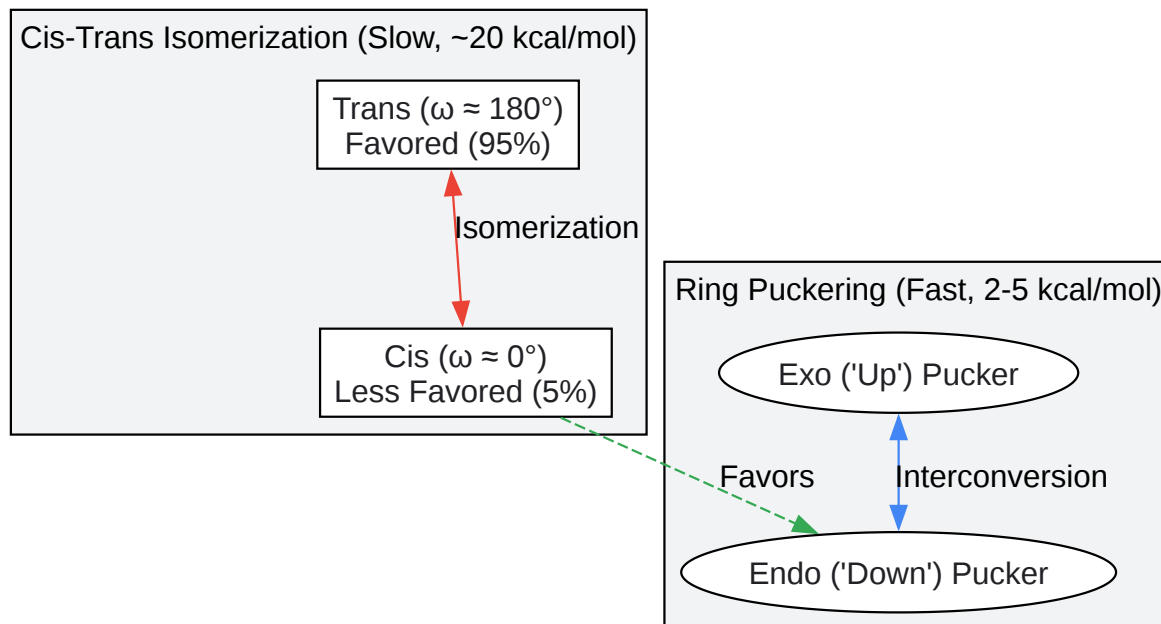 Cis-Trans Isomerization (Slow, ~20 kcal/mol)
Trans (ω ≈ 180°)
Favored (95%)
Isomerization
Cis (ω ≈ 0°)
Less Favored (5%)
Ring Puckering (Fast, 2-5 kcal/mol)
Exo ('Up') Pucker
Favors
Interconversion
Endo ('Down') Pucker